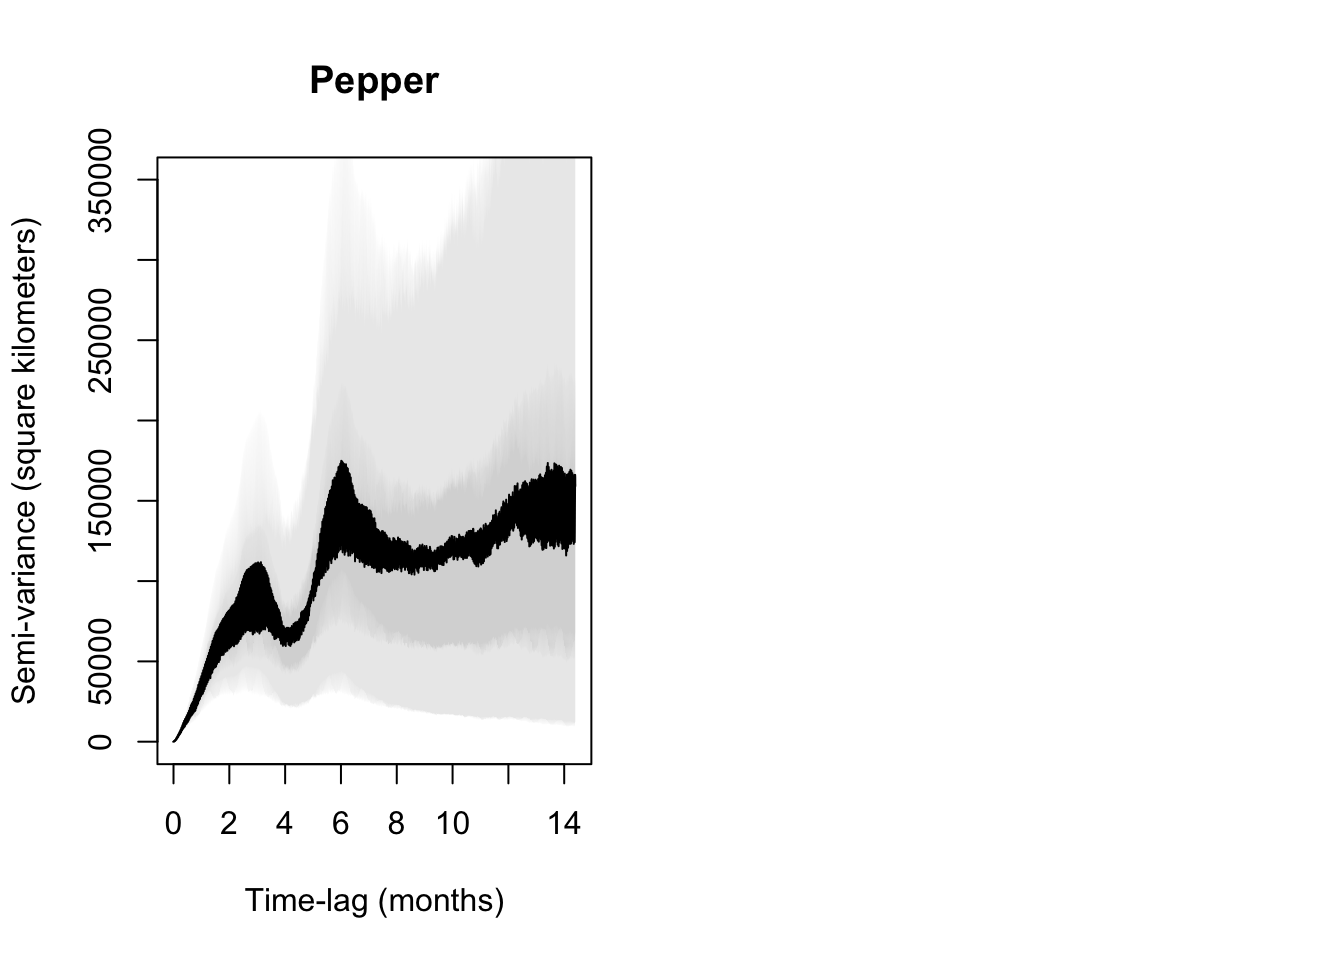 Pepper
Semi-variance (square kilometers)
350000
250000
150000
50000
0
0 2 4 6 8 10 14
Time-lag (months)